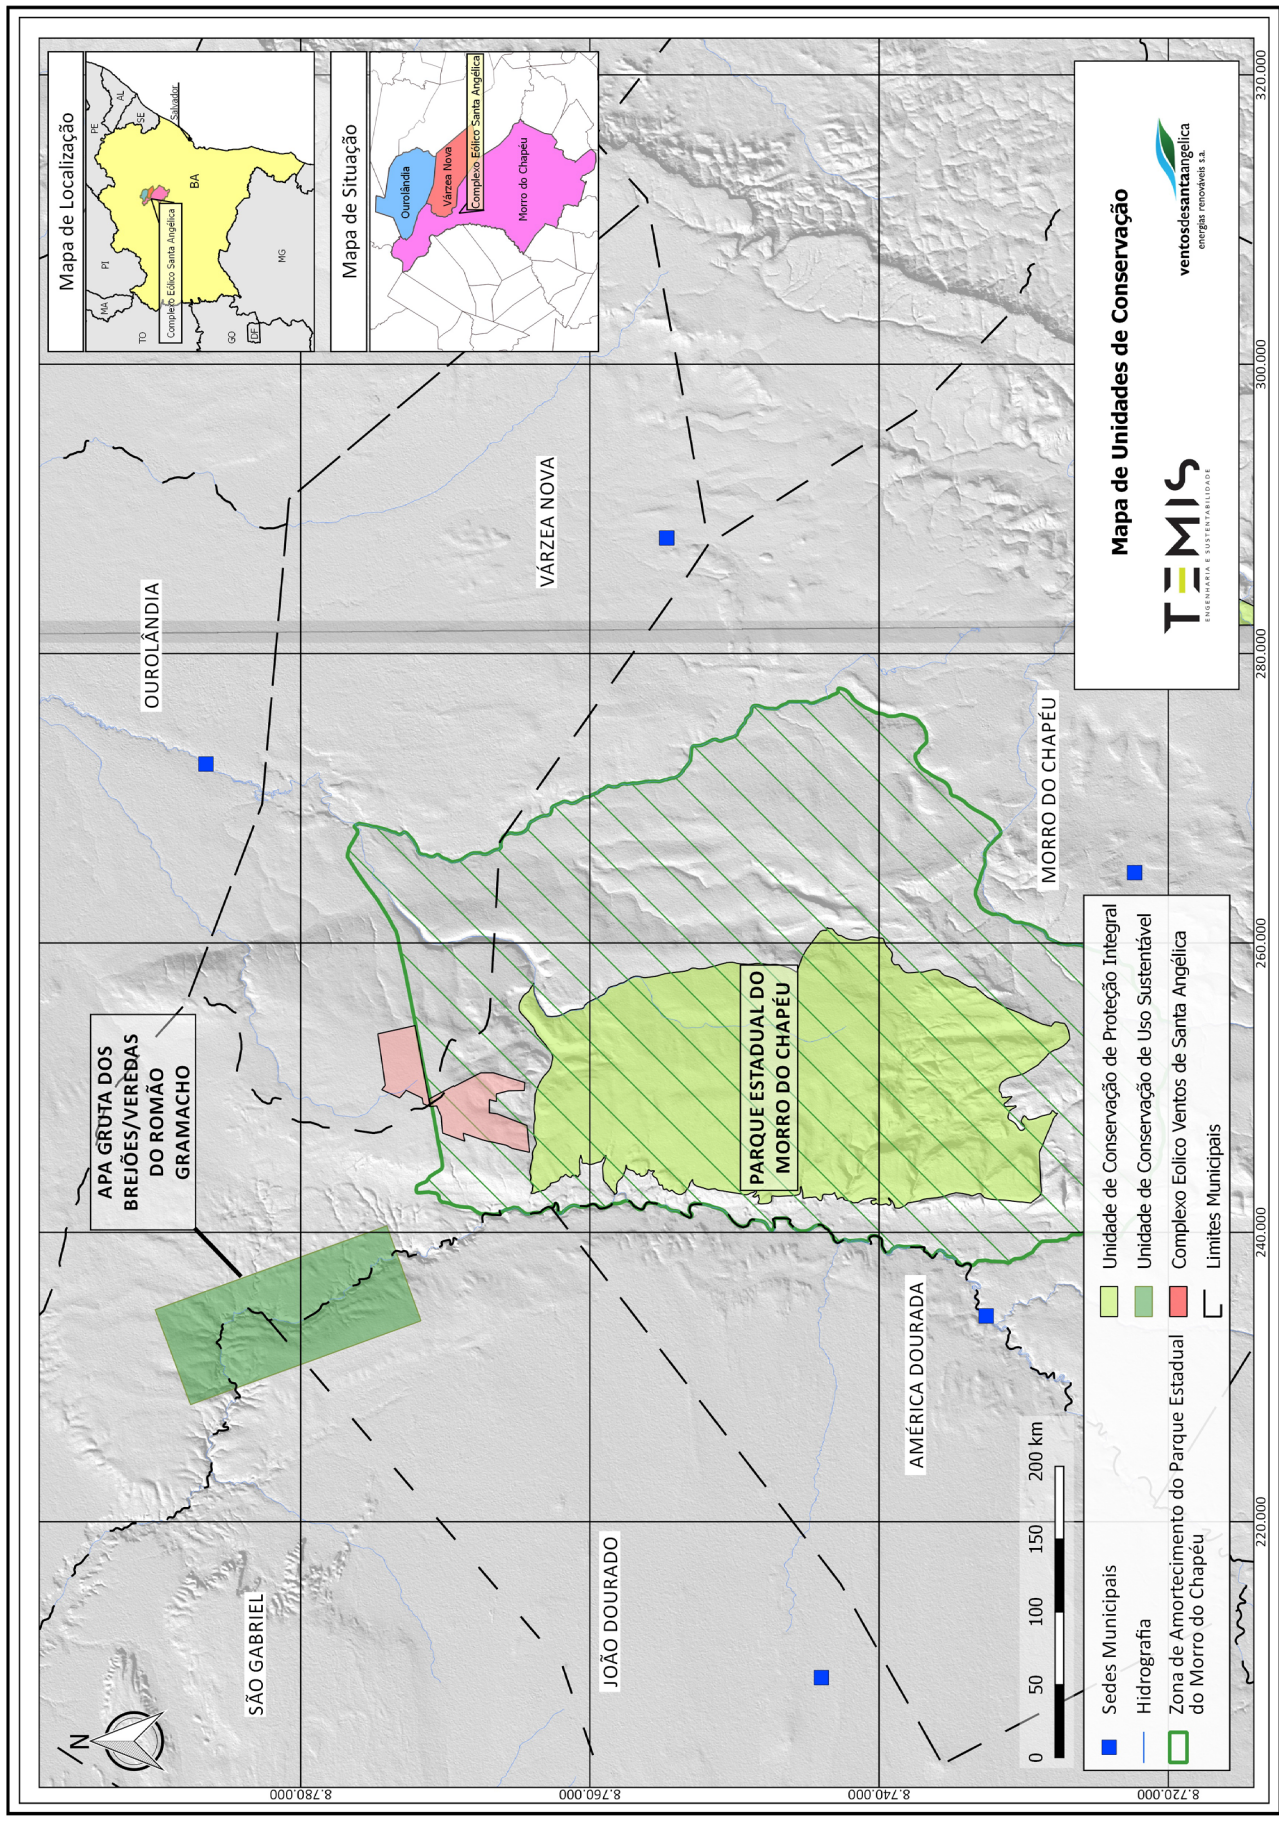 N
SÃO GABRIEL
JOÃO DOURADO
AMÉRICA DOURADA
OUROLÂNDIA
VÁRZEA NOVA
MORRO DO CHAPÉU
APA GRUTA DOS
BREJÕES/VEREDAS
DO ROMÃO
GRAMACHO
PARQUE ESTADUAL DO
MORRO DO CHAPÉU
Mapa de Localização
PE
AL
SE
Salvador
PI
MA
TO
BA
GO
DF
MG
Complexo Eólico Santa Angélica
Mapa de Situação
Ourolândia
Várzea Nova
Complexo Eólico Santa Angélica
Morro do Chapéu
8.780.000
8.760.000
8.740.000
8.720.000
220.000
240.000
260.000
280.000
300.000
320.000
0
50
100
150
200 km
Sedes Municipais
Hidrografia
Zona de Amortecimento do Parque Estadual
do Morro do Chapéu
Unidade de Conservação de Proteção Integral
Unidade de Conservação de Uso Sustentável
Complexo Eolico Ventos de Santa Angélica
Limites Municipais
Mapa de Unidades de Conservação
TEMIS
ENGENHARIA E SUSTENTABILIDADE
ventosdesantaangelica
energias renováveis s.a.